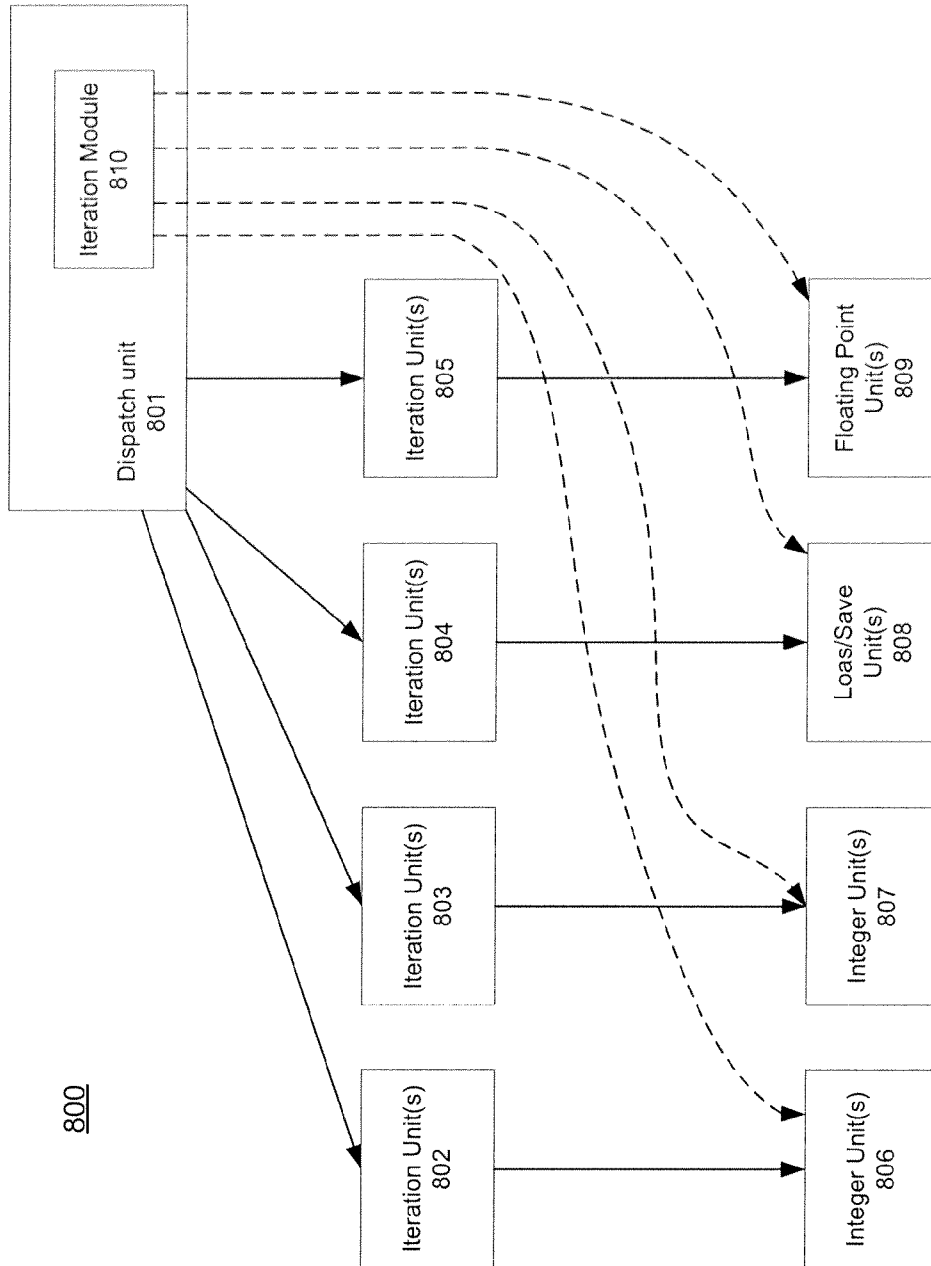 800
Dispatch unit
801
Iteration Module
810
Iteration Unit(s)
802
Iteration Unit(s)
803
Iteration Unit(s)
804
Iteration Unit(s)
805
Integer Unit(s)
806
Integer Unit(s)
807
Loas/Save
Unit(s)
808
Floating Point
Unit(s)
809